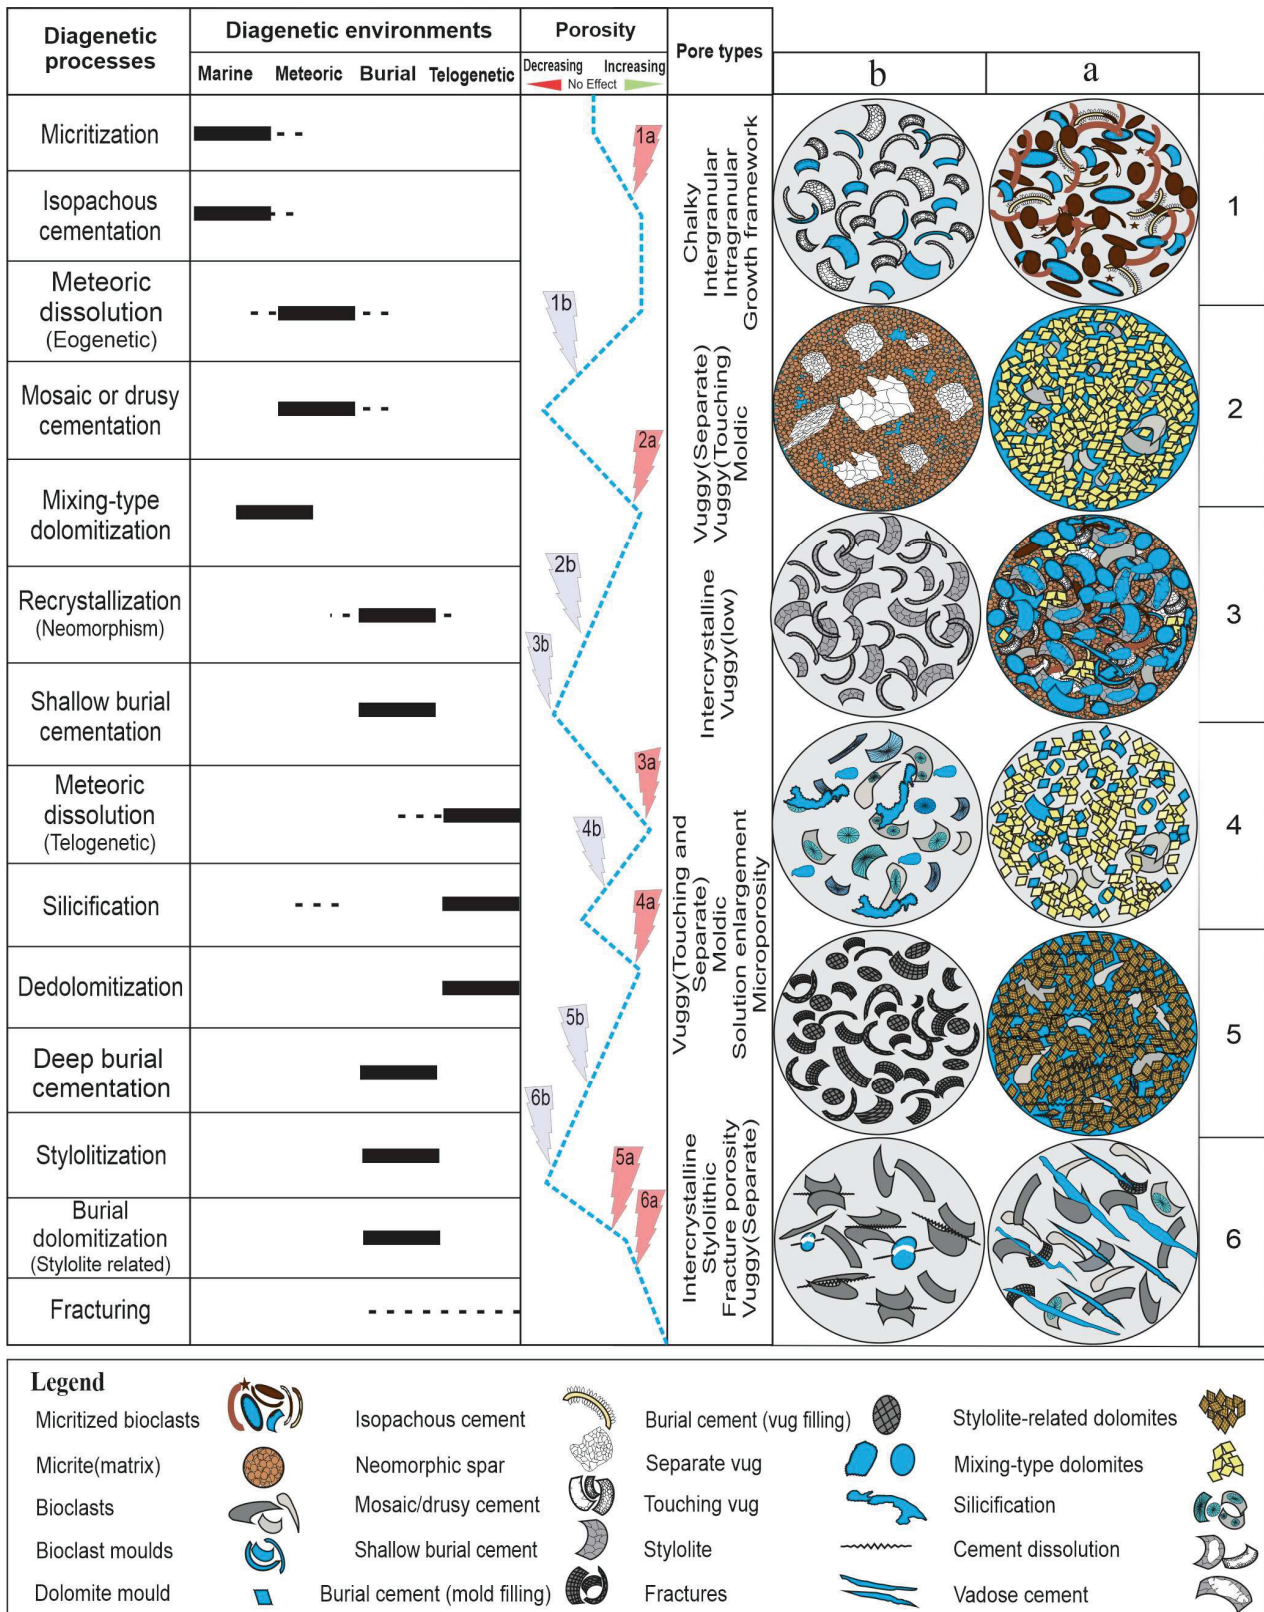 Diagenetic
processes
Diagenetic environments
Marine
Meteoric
Burial
Telogenetic
Porosity
Decreasing
Increasing
No Effect
Pore types
b
a
Micritization
Isopachous
cementation
Meteoric
dissolution
(Eogenetic)
Mosaic or drusy
cementation
Mixing-type
dolomitization
Recrystallization
(Neomorphism)
Shallow burial
cementation
Meteoric
dissolution
(Telogenetic)
Silicification
Dedolomitization
Deep burial
cementation
Stylolitization
Burial
dolomitization
(Stylolite related)
Fracturing
1a
1b
2a
2b
3b
3a
4b
4a
5b
6b
5a
6a
Chalky
Intergranular
Intragranular
Growth framework
Vuggy(Separate)
Vuggy(Touching)
Moldic
Intercrystalline
Vuggy(low)
Vuggy(Touching and
Separate)
Moldic
Solution enlargement
Microporosity
Intercrystalline
Stylolithic
Fracture porosity
Vuggy(Separate)
1
2
3
4
5
6
Legend
Micritized bioclasts
Isopachous cement
Burial cement (vug filling)
Stylolite-related dolomites
Micrite(matrix)
Neomorphic spar
Separate vug
Mixing-type dolomites
Bioclasts
Mosaic/drusy cement
Touching vug
Silicification
Bioclast moulds
Shallow burial cement
Stylolite
Cement dissolution
Dolomite mould
Burial cement (mold filling)
Fractures
Vadose cement